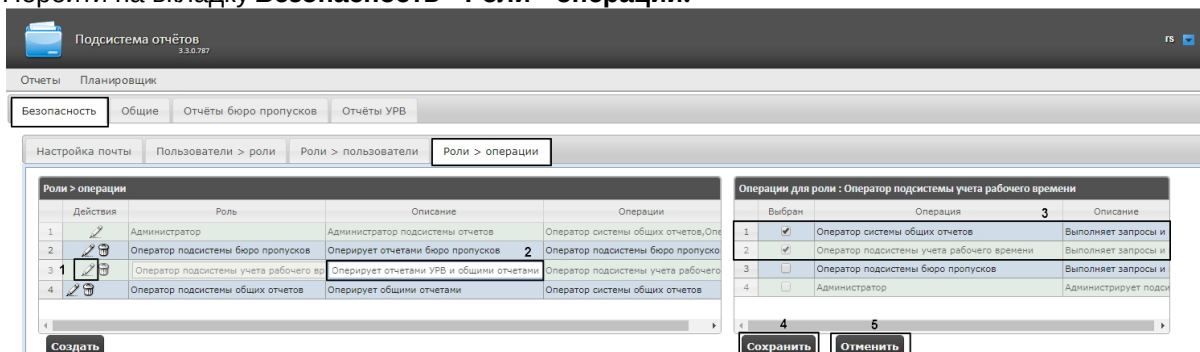 Перейти на вкладку Безопасность - Роли - операции.
Подсистема отчётов
3.3.0.787
rs
Отчеты Планировщик
Безопасность Общие Отчёты бюро пропусков Отчёты УРВ
Настройка почты Пользователи > роли Роли > пользователи Роли > операции
Роли > операции
Действия Роль Описание Операции
1 Администратор Администратор подсистемы отчетов Оператор системы общих отчетов,Опе
2 Оператор подсистемы бюро пропусков Оперирует отчетами бюро пропусков 2 Оператор подсистемы бюро пропуско
3 1 Оператор подсистемы учета рабочего вр Оперирует отчетами УРВ и общими отчетами Оператор подсистемы учета рабочего
4 Оператор подсистемы общих отчетов Оперирует общими отчетами Оператор системы общих отчетов
Создать
Операции для роли : Оператор подсистемы учета рабочего времени
Выбран Операция 3 Описание
1 Оператор системы общих отчетов Выполняет запросы и
2 Оператор подсистемы учета рабочего времени Выполняет запросы и
3 Оператор подсистемы бюро пропусков Выполняет запросы и
4 Администратор Администрирует подси
4 5
Сохранить Отменить